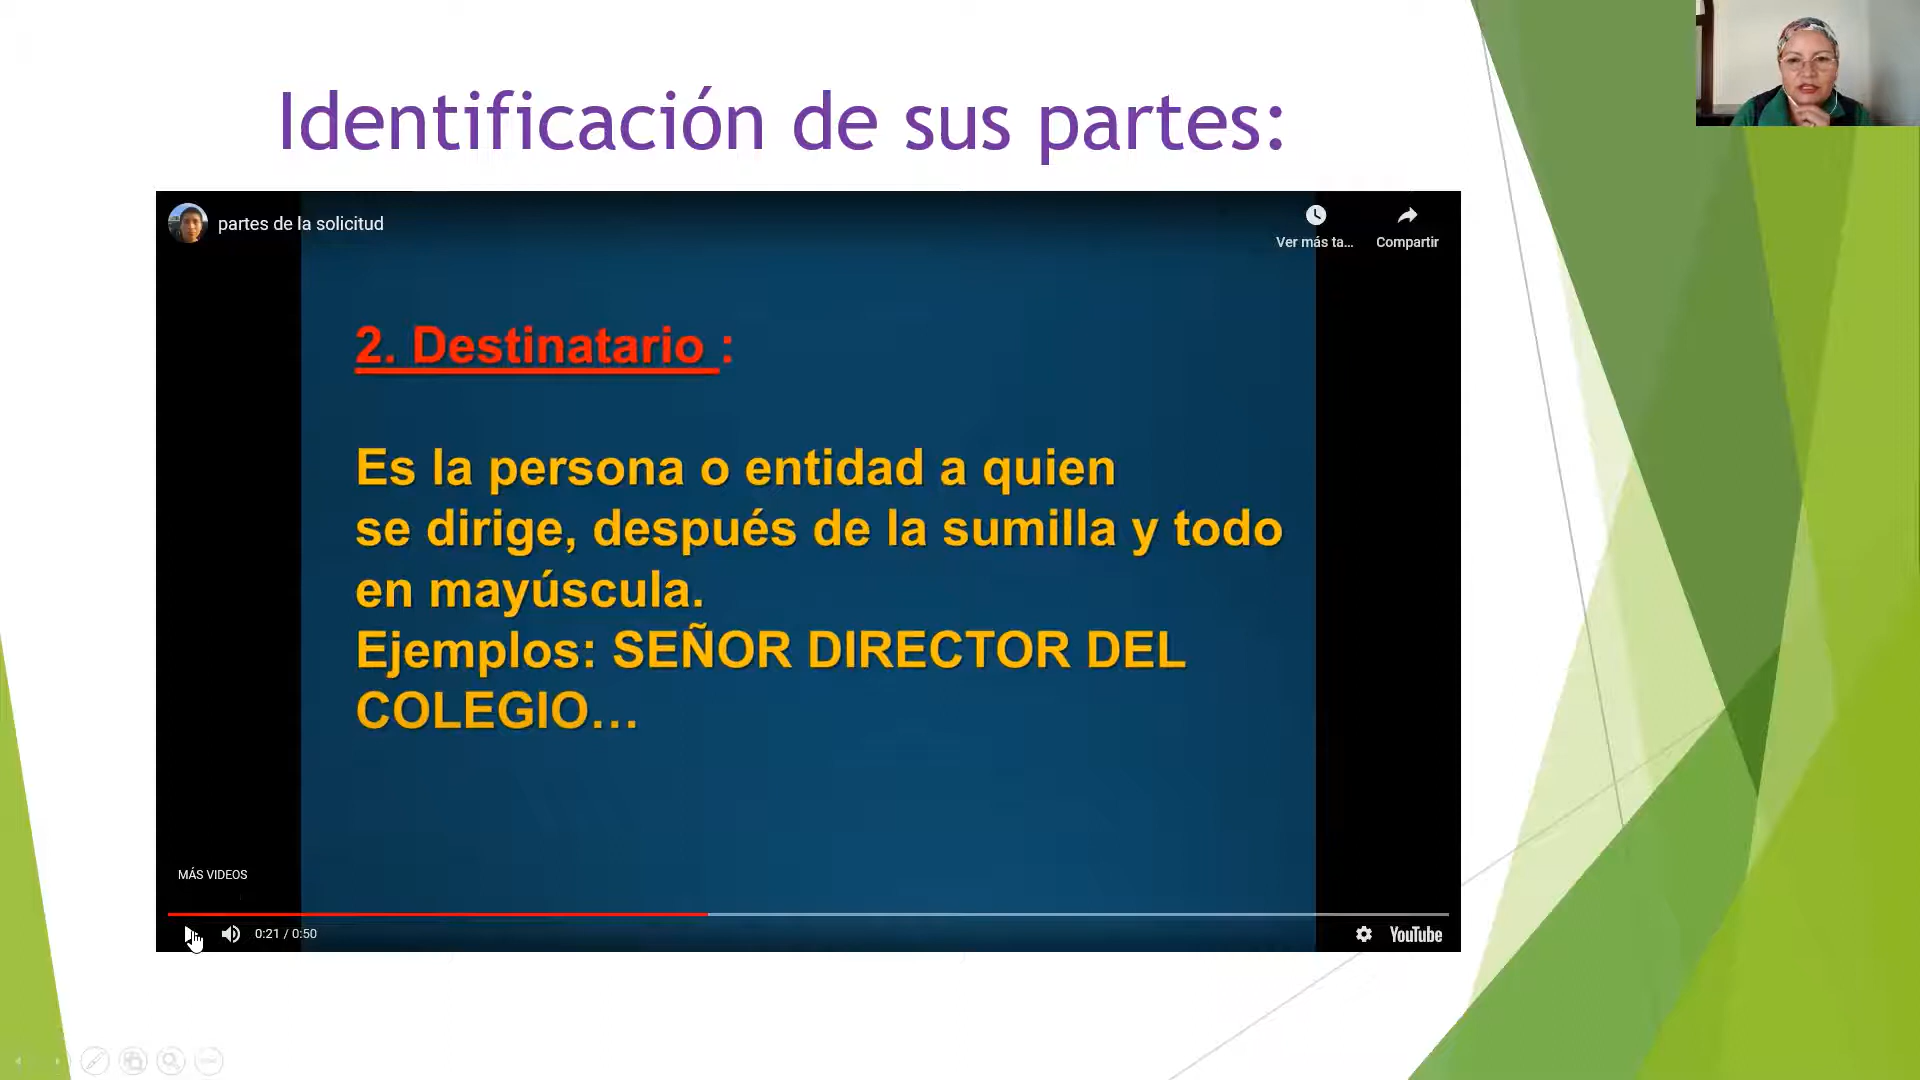 Identificación de sus partes:
partes de la solicitud
Ver más ta...
Compartir
2. Destinatario :
Es la persona o entidad a quien
se dirige, después de la sumilla y todo
en mayúscula.
Ejemplos: SEÑOR DIRECTOR DEL
COLEGIO...
MÁS VIDEOS
0:21 / 0:50
YouTube